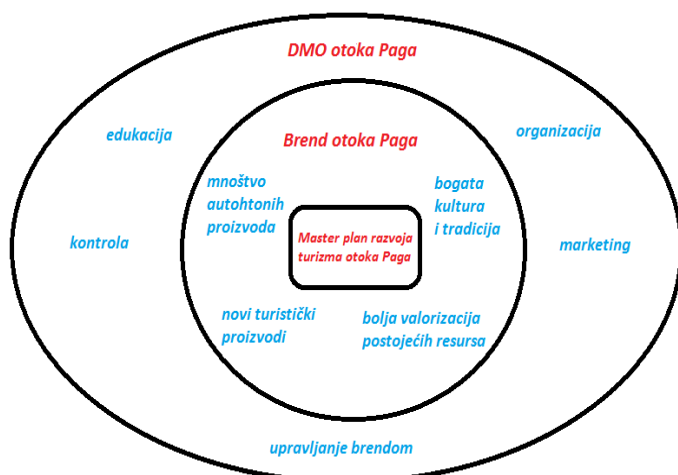 DMO otoka Paga
edukacija
organizacija
Brend otoka Paga
mnoštvo
autohtonih
proizvoda
bogata
kultura
i tradicija
kontrola
Master plan razvoja
turizma otoka Paga
marketing
novi turistički
proizvodi
bolja valorizacija
postojećih resursa
upravljanje brendom